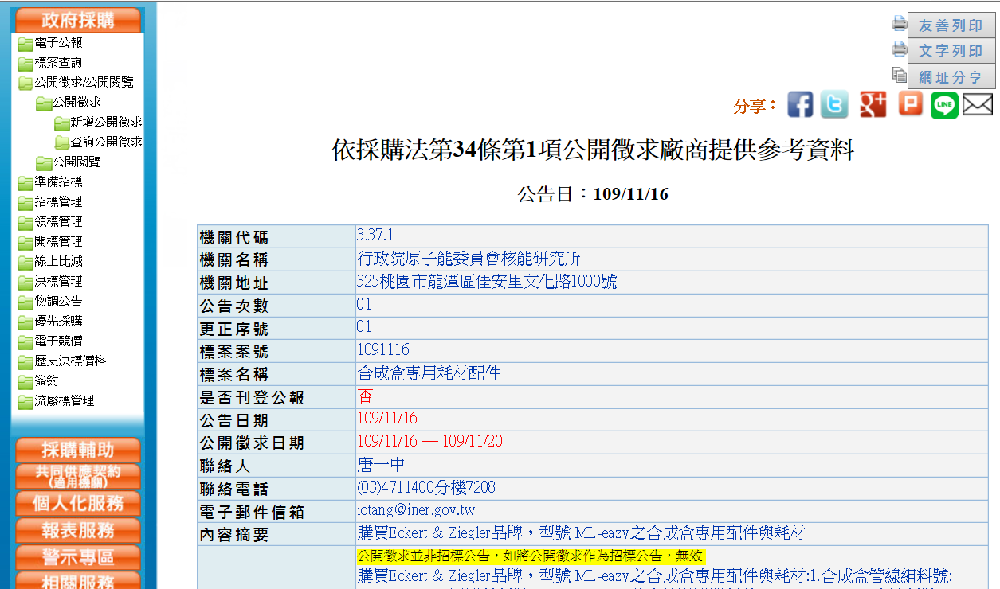 政府採購
電子公報
標案查詢
公開徵求/公開閱覽
公開徵求
新增公開徵求
查詢公開徵求
公開閱覽
準備招標
招標管理
領標管理
開標管理
線上比減
決標管理
物調公告
優先採購
電子競價
歷史決標價格
簽約
流廢標管理
採購輔助
共同供應契約
(適用機關)
個人化服務
報表服務
警示專區
相關服務
友善列印
文字列印
網址分享
分享：
LINE
依採購法第34條第1項公開徵求廠商提供參考資料
公告日：109/11/16
機關代碼 3.37.1
機關名稱 行政院原子能委員會核能研究所
機關地址 325桃園市龍潭區佳安里文化路1000號
公告次數 01
更正序號 01
標案案號 1091116
標案名稱 合成盒專用耗材配件
是否刊登公報 否
公告日期 109/11/16
公開徵求日期 109/11/16 — 109/11/20
聯絡人 唐一中
聯絡電話 (03)4711400分機7208
電子郵件信箱 ictang@iner.gov.tw
內容摘要 購買Eckert & Ziegler品牌，型號 ML-eazy之合成盒專用配件與耗材
公開徵求並非招標公告，如將公開徵求作為招標公告，無效
購買Eckert & Ziegler品牌，型號 ML-eazy之合成盒專用配件與耗材:1.合成盒管線組料號: